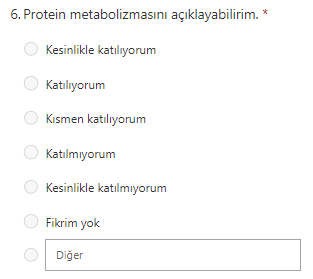 6. Protein metabolizmasını açıklayabilirim. *
Kesinlikle katılıyorum
Katılıyorum
Kısmen katılıyorum
Katılmıyorum
Kesinlikle katılmıyorum
Fikrim yok
Diğer